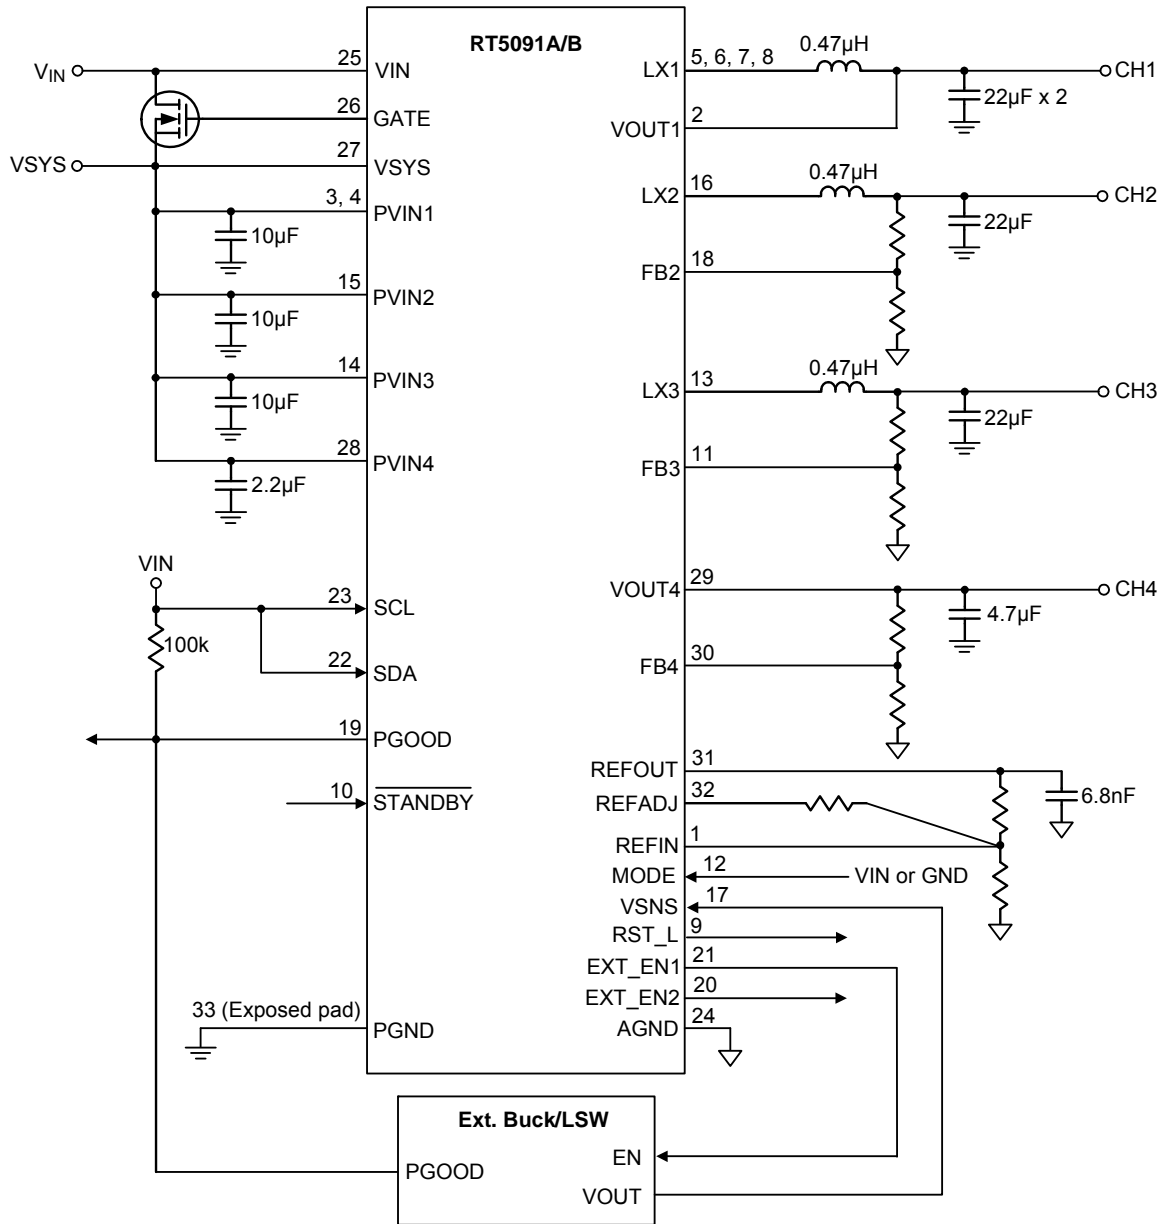 RT5091A/B
VIN
25
VIN
26
GATE
VSYS
27
VSYS
3, 4
PVIN1
10µF
15
PVIN2
10µF
14
PVIN3
10µF
28
PVIN4
2.2µF
VIN
23
SCL
100k
22
SDA
19
PGOOD
10
STANDBY
33 (Exposed pad)
PGND
LX1
5, 6, 7, 8
0.47µH
CH1
22µF x 2
VOUT1
2
LX2
16
0.47µH
CH2
22µF
FB2
18
LX3
13
0.47µH
CH3
22µF
FB3
11
VOUT4
29
CH4
4.7µF
FB4
30
REFOUT
31
6.8nF
REFADJ
32
REFIN
1
MODE
12
VIN or GND
VSNS
17
RST_L
9
EXT_EN1
21
EXT_EN2
20
AGND
24
Ext. Buck/LSW
PGOOD
EN
VOUT